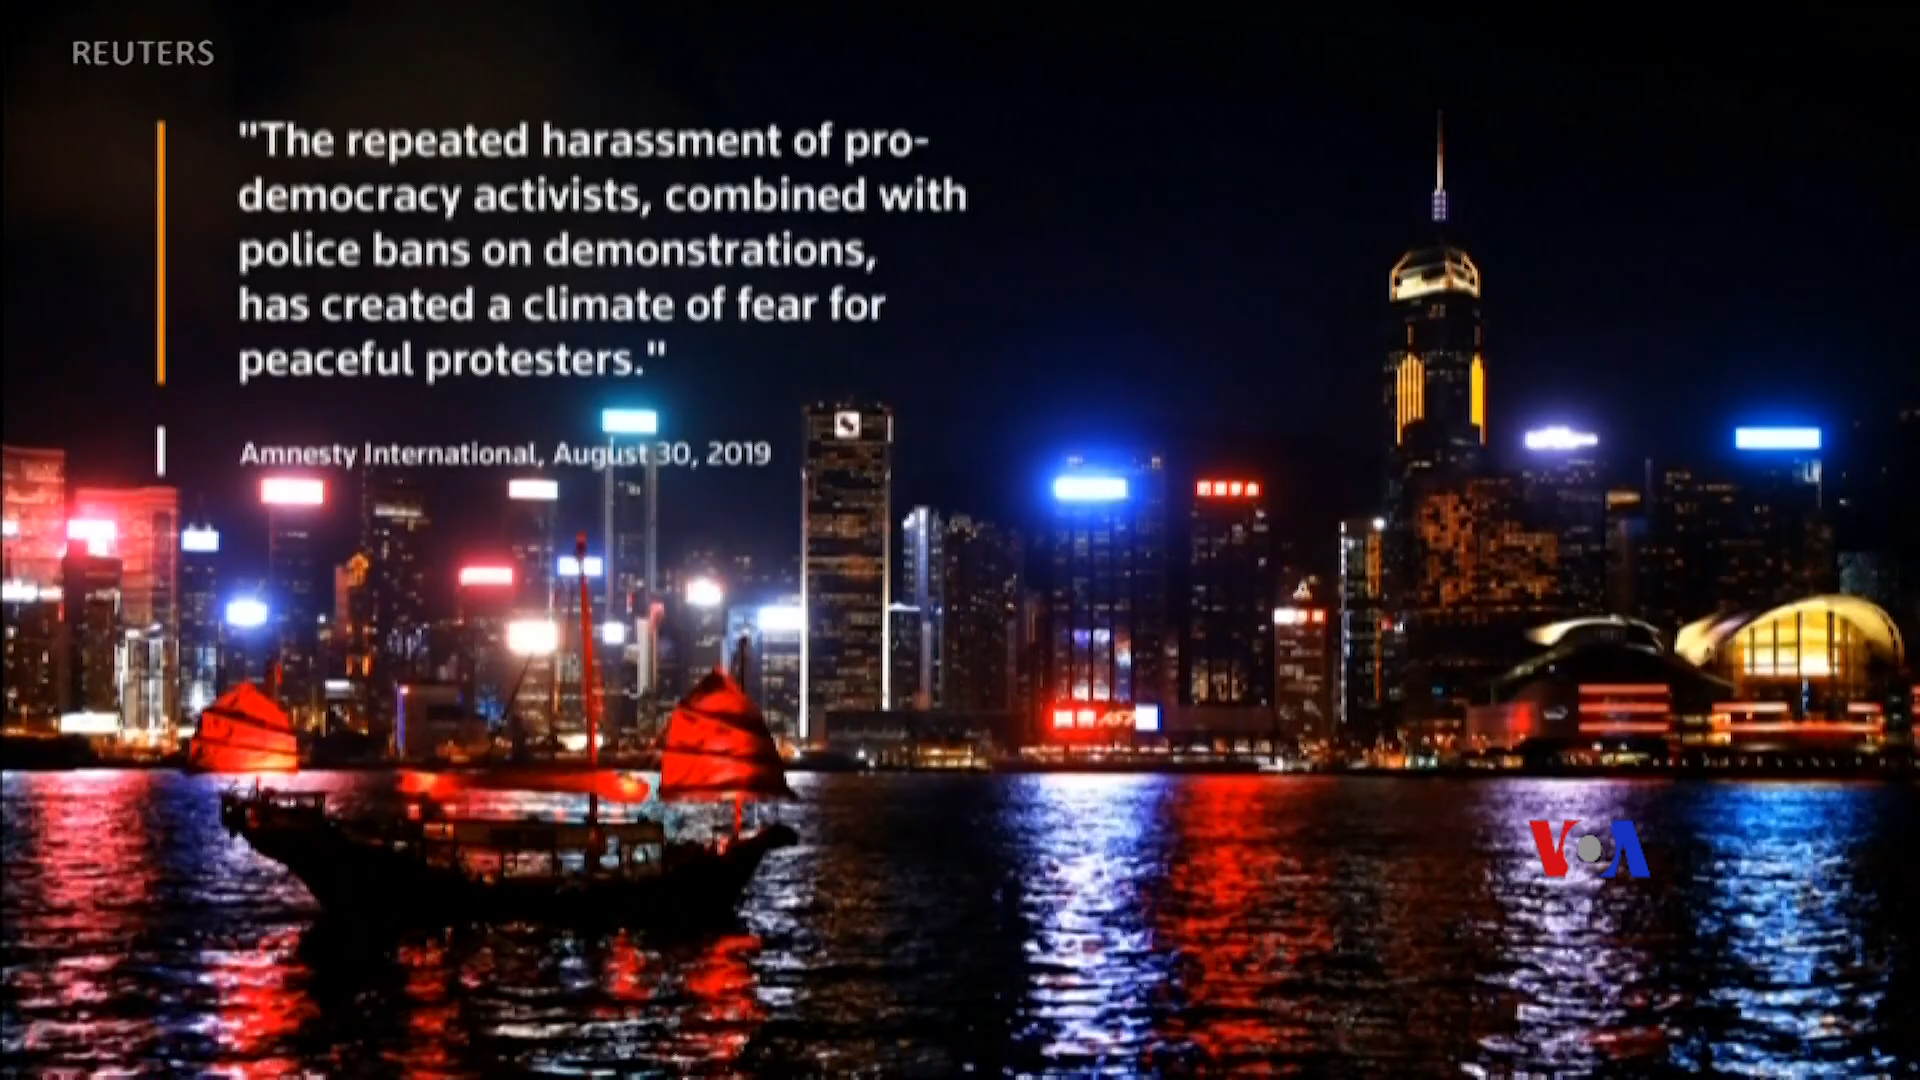 REUTERS
"The repeated harassment of pro-
democracy activists, combined with
police bans on demonstrations,
has created a climate of fear for
peaceful protesters."
Amnesty International, August 30, 2019
VOA